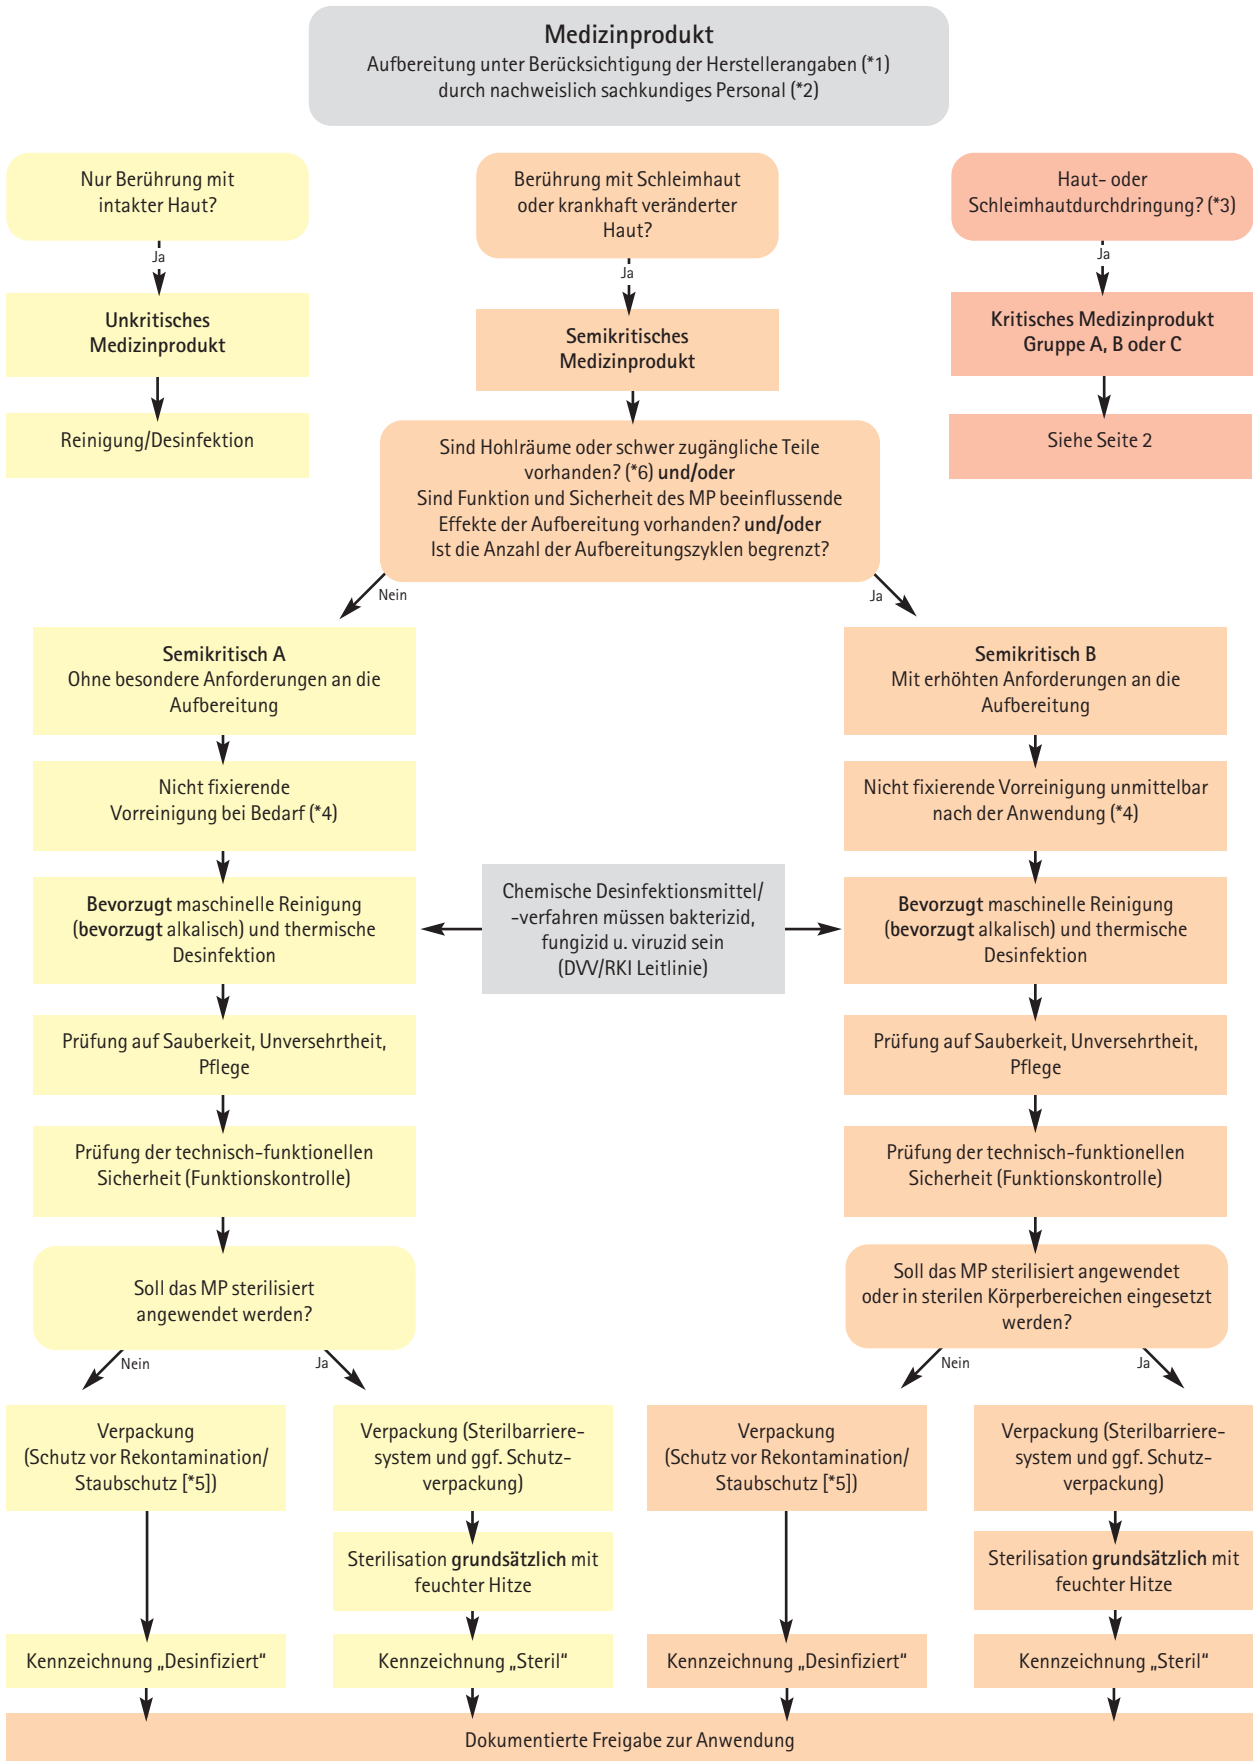 Medizinprodukt
Aufbereitung unter Berücksichtigung der Herstellerangaben (*1)
durch nachweislich sachkundiges Personal (*2)
Nur Berührung mit
intakter Haut?
Ja
Unkritisches
Medizinprodukt
Reinigung/Desinfektion
Berührung mit Schleimhaut
oder krankhaft veränderter
Haut?
Ja
Semikritisches
Medizinprodukt
Haut- oder
Schleimhautdurchdringung? (*3)
Ja
Kritisches Medizinprodukt
Gruppe A, B oder C
Siehe Seite 2
Sind Hohlräume oder schwer zugängliche Teile
vorhanden? (*6) und/oder
Sind Funktion und Sicherheit des MP beeinflussende
Effekte der Aufbereitung vorhanden? und/oder
Ist die Anzahl der Aufbereitungszyklen begrenzt?
Nein
Ja
Semikritisch A
Ohne besondere Anforderungen an die
Aufbereitung
Nicht fixierende
Vorreinigung bei Bedarf (*4)
Bevorzugt maschinelle Reinigung
(bevorzugt alkalisch) und thermische
Desinfektion
Prüfung auf Sauberkeit, Unversehrtheit,
Pflege
Prüfung der technisch-funktionellen
Sicherheit (Funktionskontrolle)
Soll das MP sterilisiert
angewendet werden?
Nein
Ja
Chemische Desinfektionsmittel/
-verfahren müssen bakterizid,
fungizid u. viruzid sein
(DVV/RKI Leitlinie)
Semikritisch B
Mit erhöhten Anforderungen an die
Aufbereitung
Nicht fixierende Vorreinigung unmittelbar
nach der Anwendung (*4)
Bevorzugt maschinelle Reinigung
(bevorzugt alkalisch) und thermische
Desinfektion
Prüfung auf Sauberkeit, Unversehrtheit,
Pflege
Prüfung der technisch-funktionellen
Sicherheit (Funktionskontrolle)
Soll das MP sterilisiert angewendet
oder in sterilen Körperbereichen eingesetzt
werden?
Nein
Ja
Verpackung
(Schutz vor Rekontamination/
Staubschutz [*5])
Kennzeichnung „Desinfiziert“
Verpackung (Sterilbarriere-
system und ggf. Schutz-
verpackung)
Sterilisation grundsätzlich mit
feuchter Hitze
Kennzeichnung „Steril“
Verpackung
(Schutz vor Rekontamination/
Staubschutz [*5])
Kennzeichnung „Desinfiziert“
Verpackung (Sterilbarriere-
system und ggf. Schutz-
verpackung)
Sterilisation grundsätzlich mit
feuchter Hitze
Kennzeichnung „Steril“
Dokumentierte Freigabe zur Anwendung